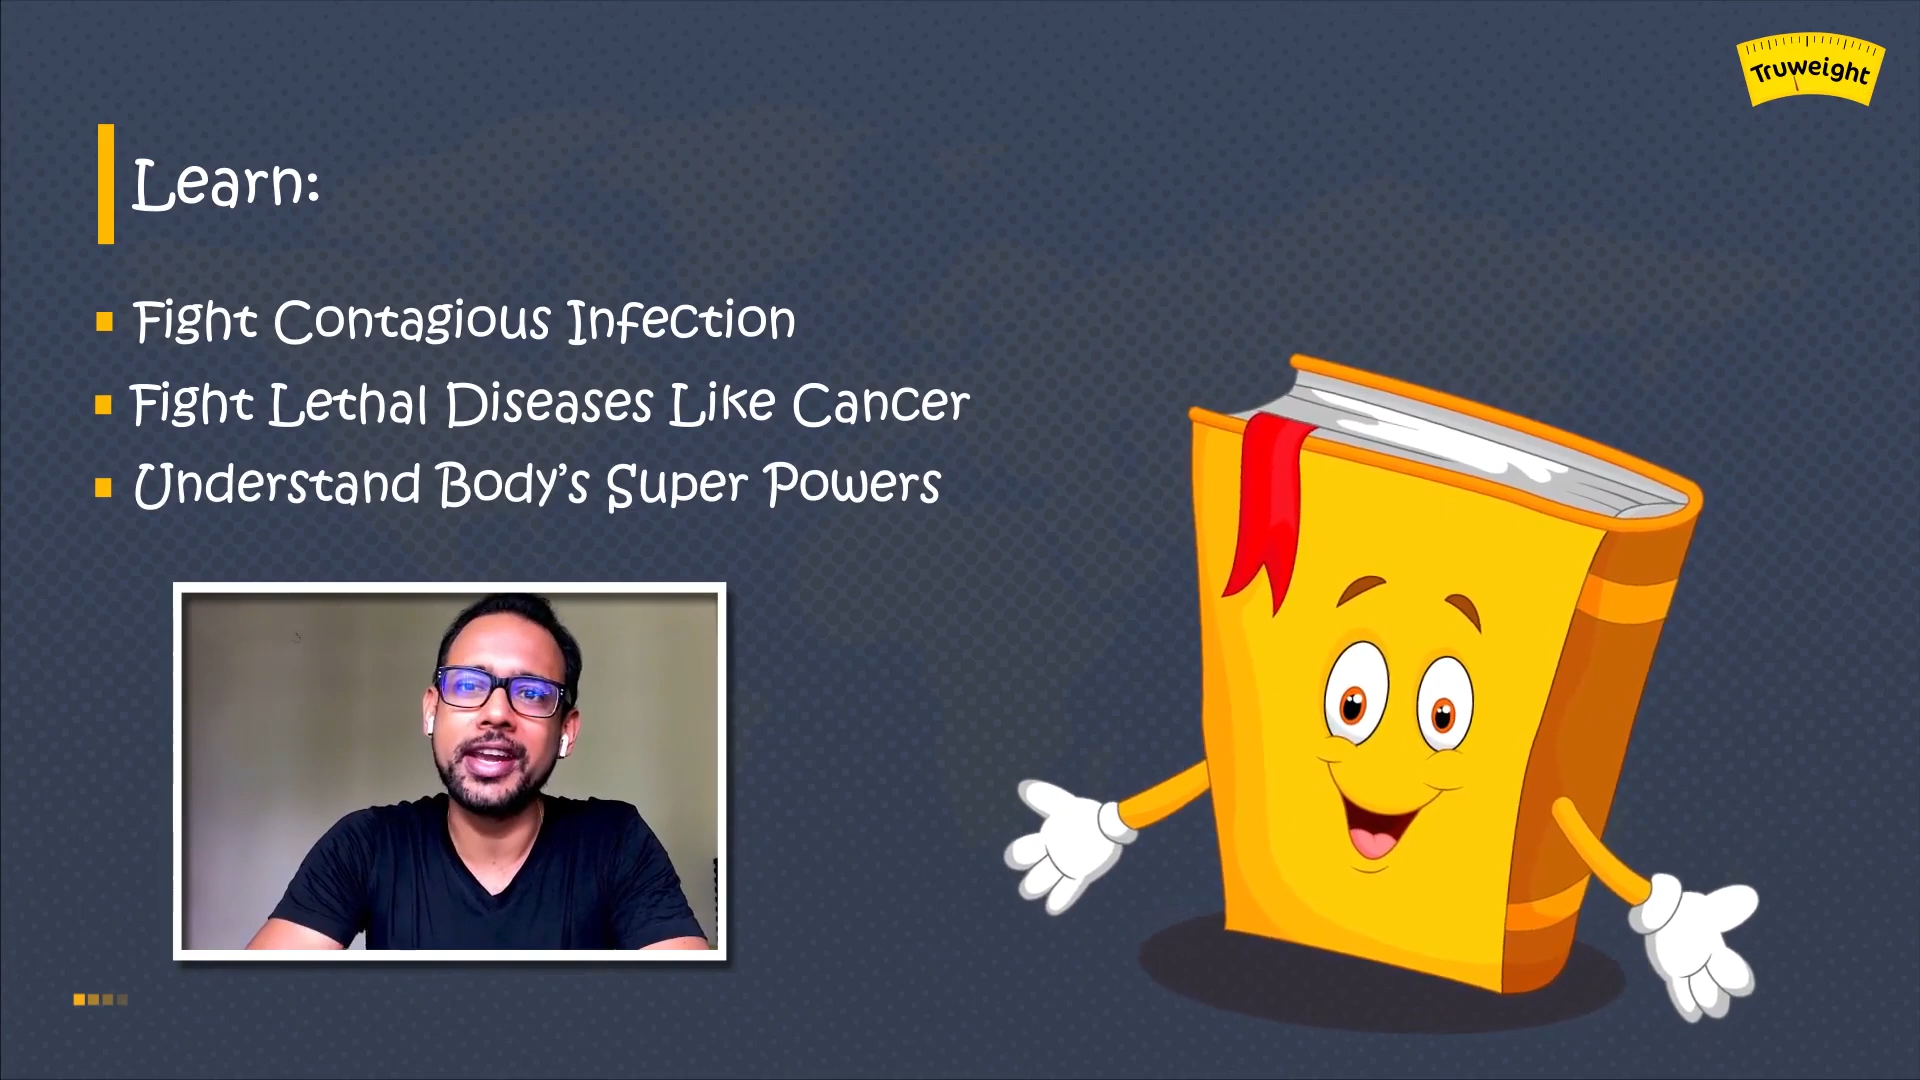 Truweight
Learn:
Fight Contagious Infection
Fight Lethal Diseases Like Cancer
Understand Body's Super Powers